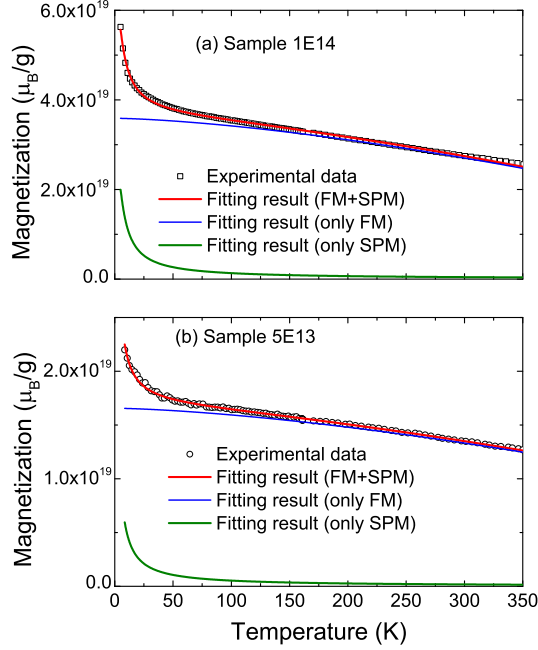 6.0x10^19
(a) Sample 1E14
4.0x10^19
Magnetization (μ_B/g)
Experimental data
2.0x10^19
Fitting result (FM+SPM)
Fitting result (only FM)
Fitting result (only SPM)
0.0
(b) Sample 5E13
2.0x10^19
Magnetization (μ_B/g)
Experimental data
Fitting result (FM+SPM)
1.0x10^19
Fitting result (only FM)
Fitting result (only SPM)
0.0
0 50 100 150 200 250 300 350
Temperature (K)